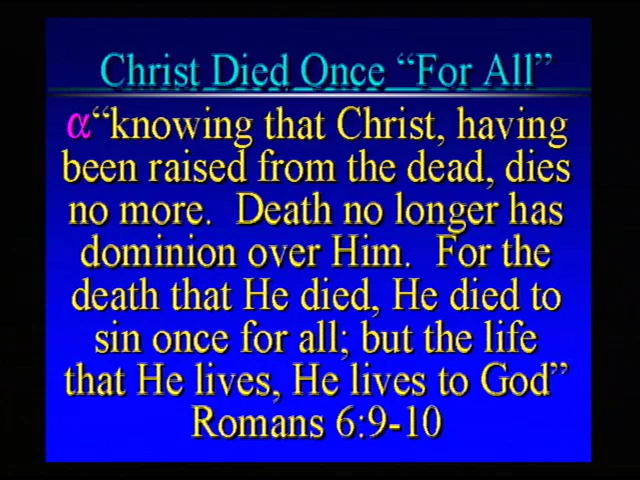 Christ Died Once “For All”
α“knowing that Christ, having
been raised from the dead, dies
no more.  Death no longer has
dominion over Him.  For the
death that He died, He died to
sin once for all; but the life
that He lives, He lives to God”
Romans 6:9-10